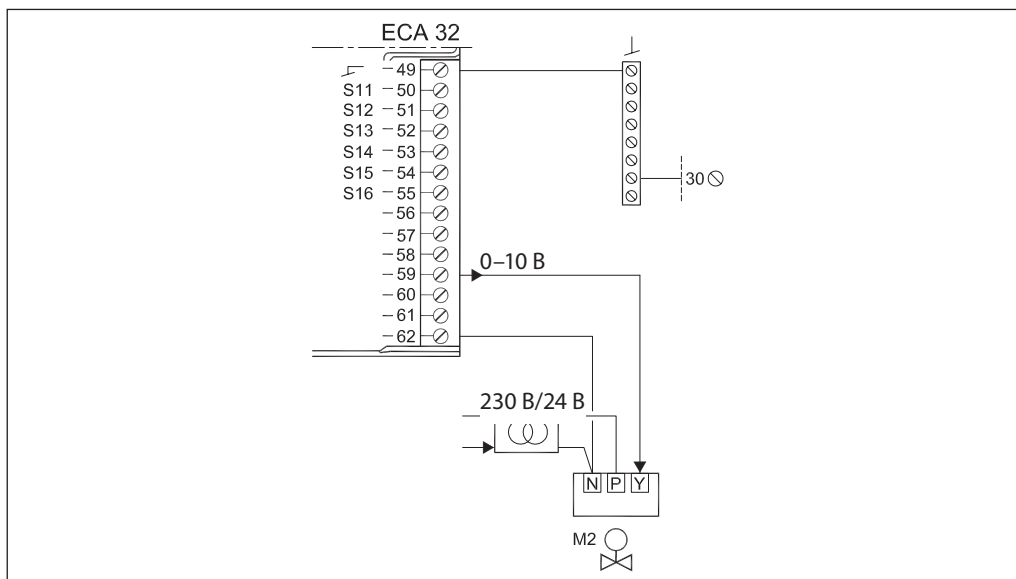 ECA 32
49
S11 50
S12 51
S13 52
S14 53
S15 54
S16 55
56
57
58
59
60
61
62
30
0–10 В
230 В/24 В
N P Y
M2